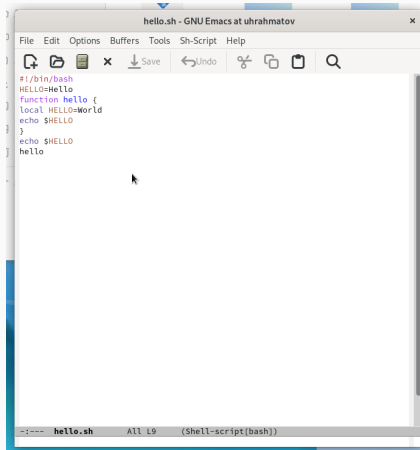 hello.sh - GNU Emacs at uhrahmatov
File Edit Options Buffers Tools Sh-Script Help
Save Undo
#!/bin/bash
HELLO=Hello
function hello {
local HELLO=World
echo $HELLO
}
echo $HELLO
hello
-:--- hello.sh All L9 (Shell-script[bash])